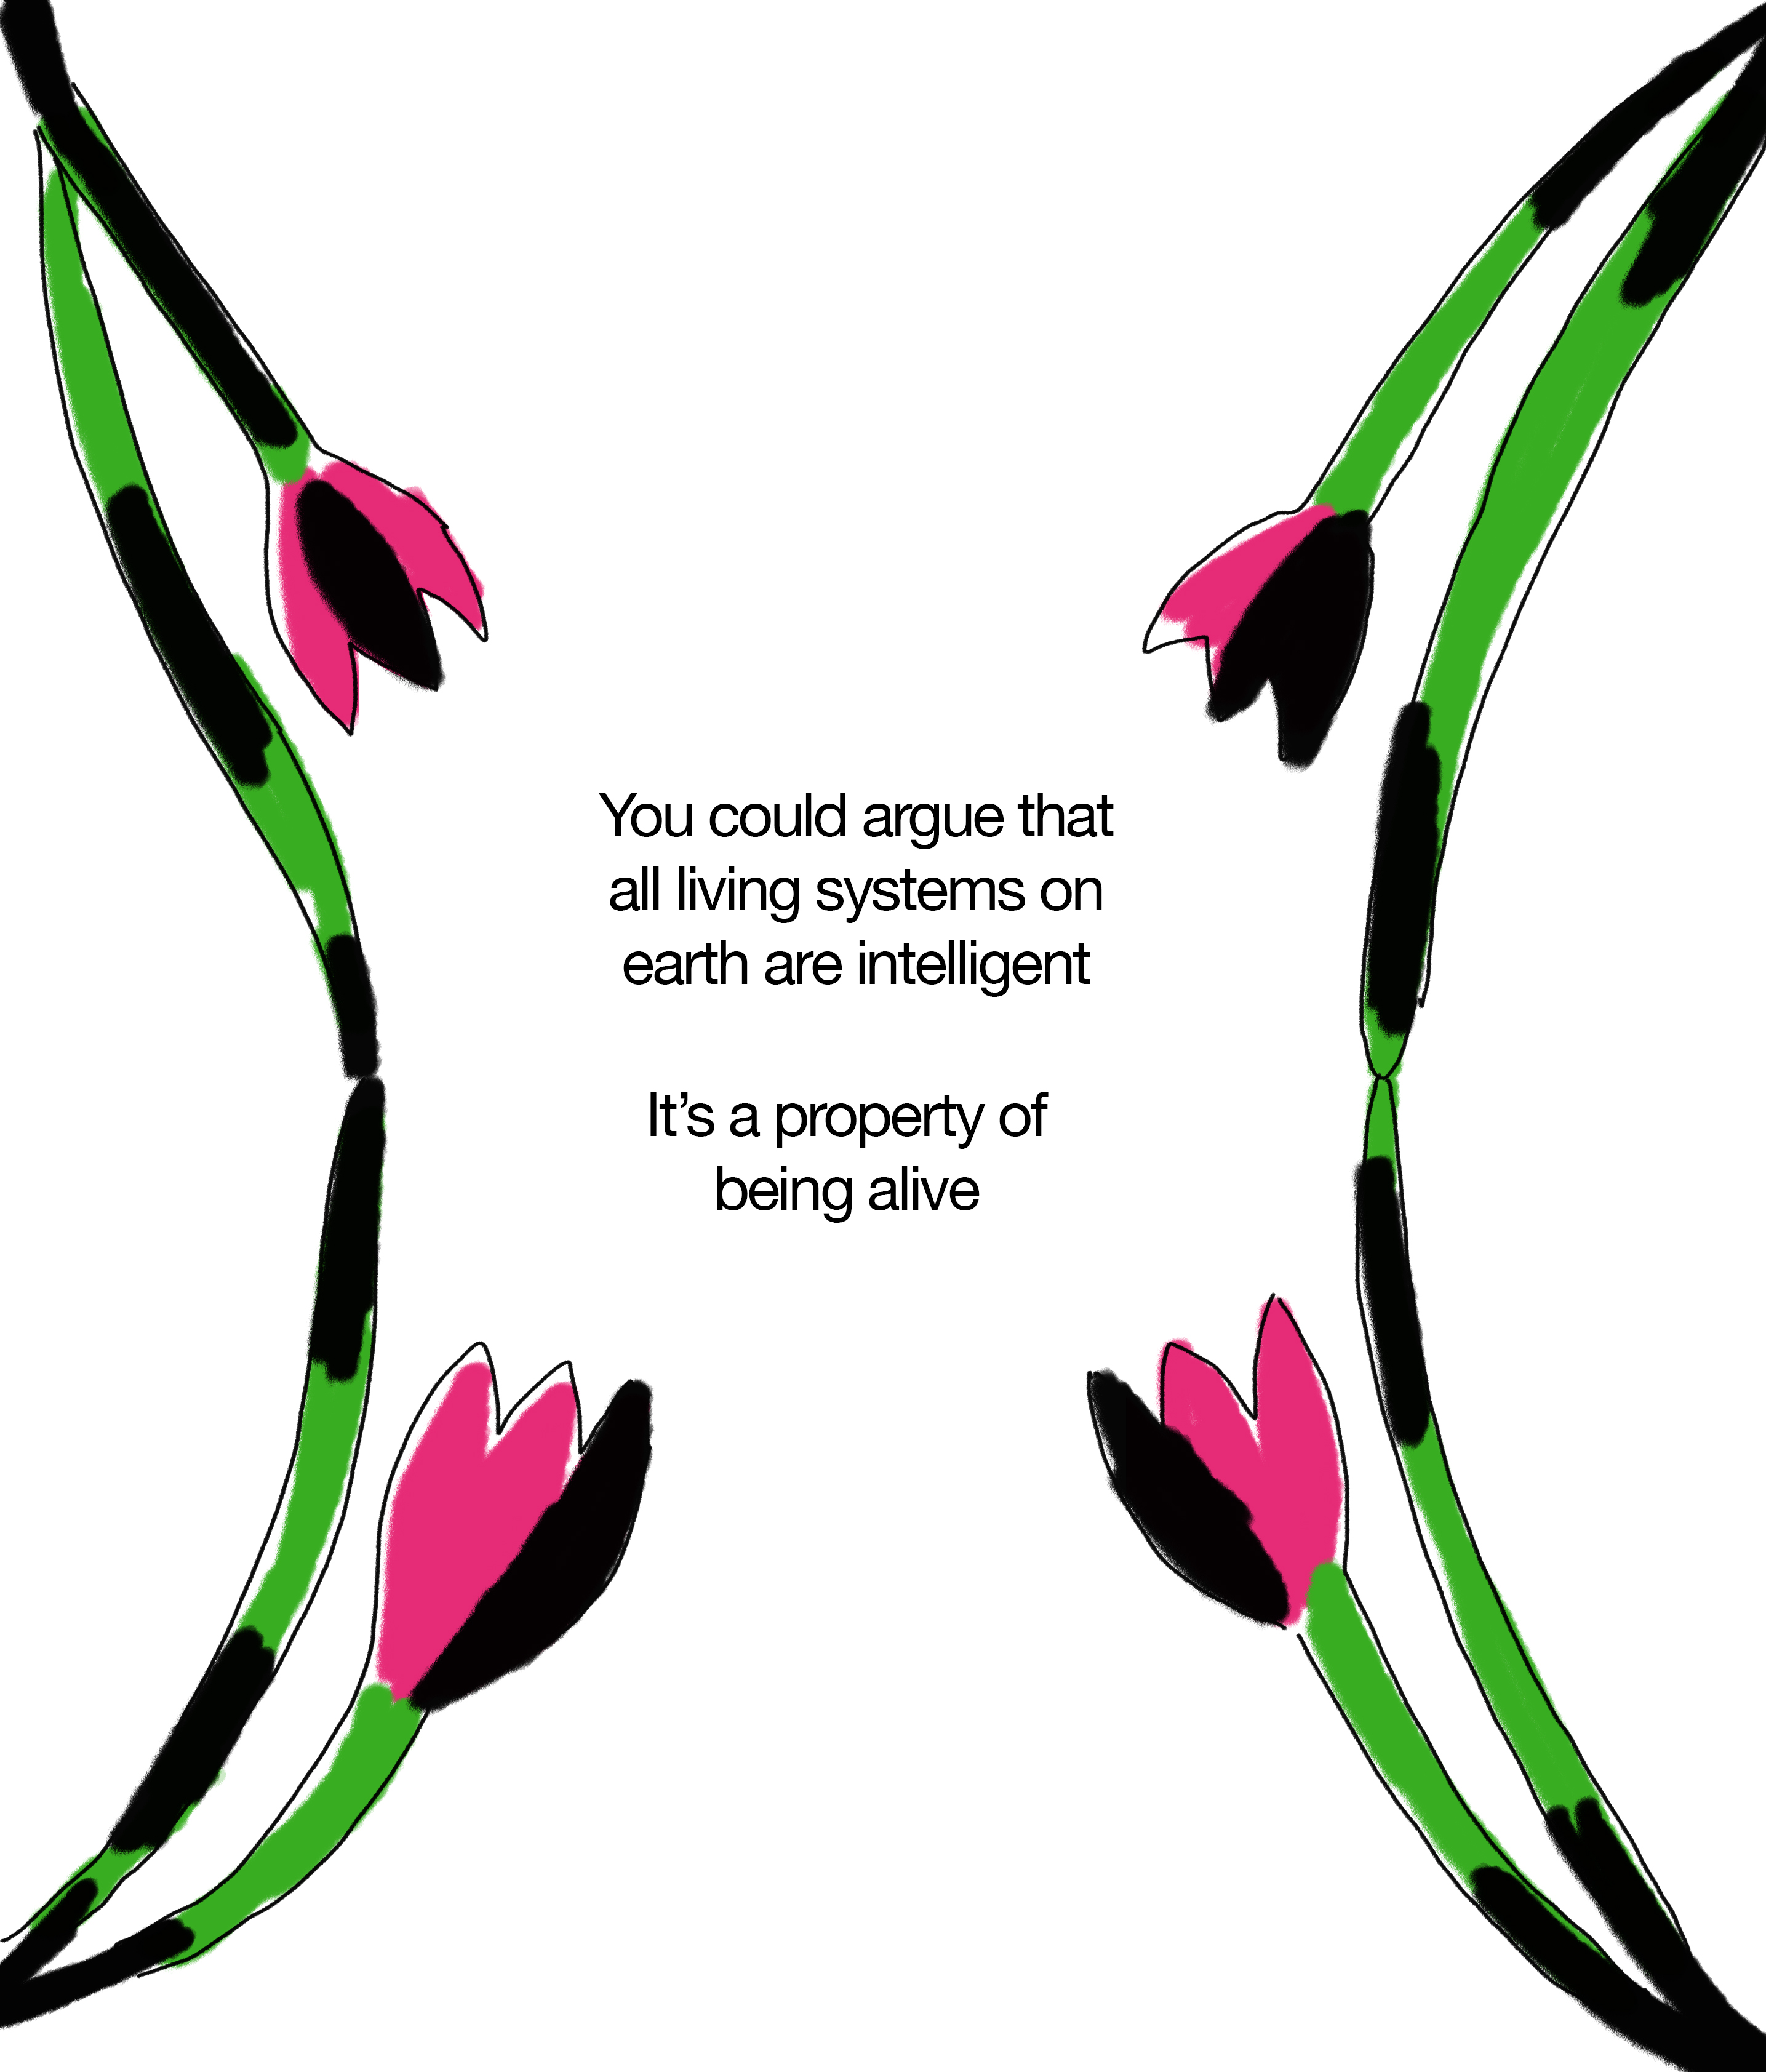 You could argue that
all living systems on
earth are intelligent
It’s a property of
being alive